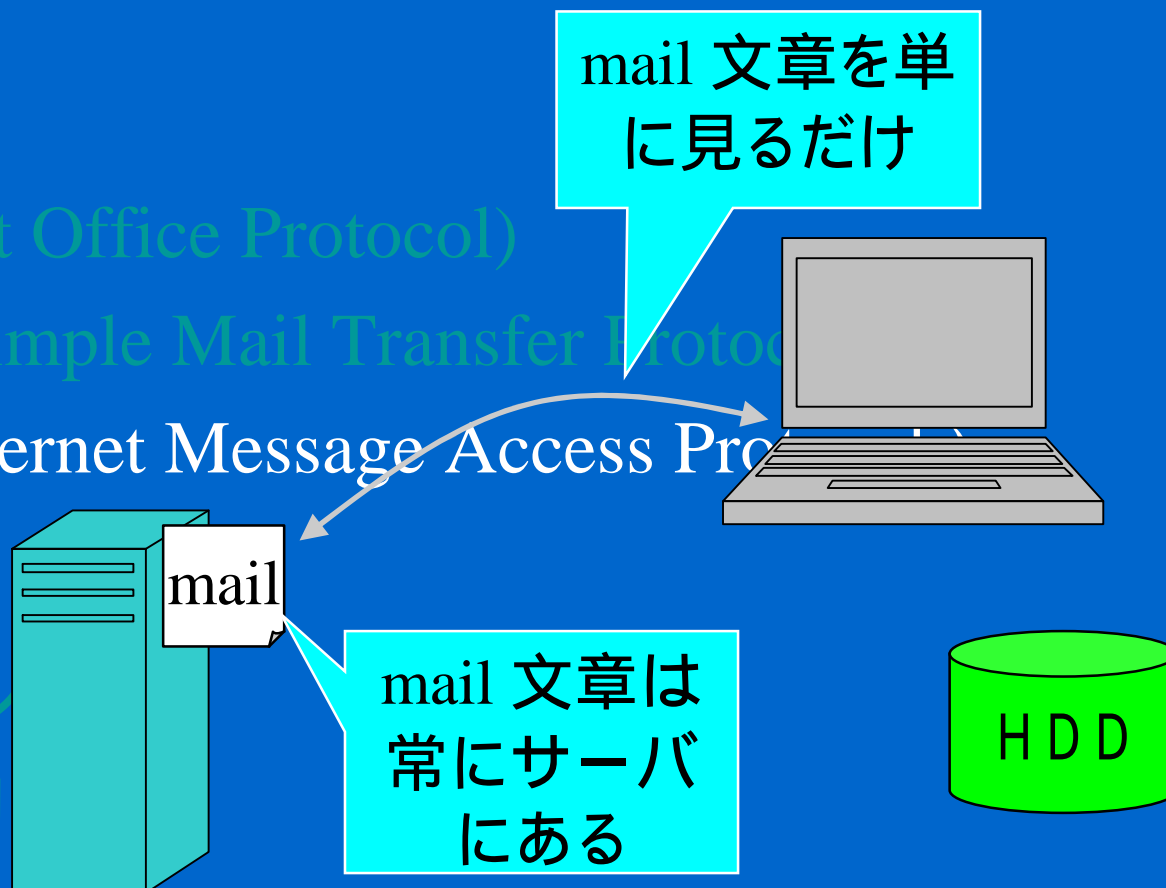 mail 文章を単
に見るだけ
t Office Protocol)
mple Mail Transfer Protoc
ernet Message Access Pro
mail
mail 文章は
常にサーバ
にある
ＨＤＤ